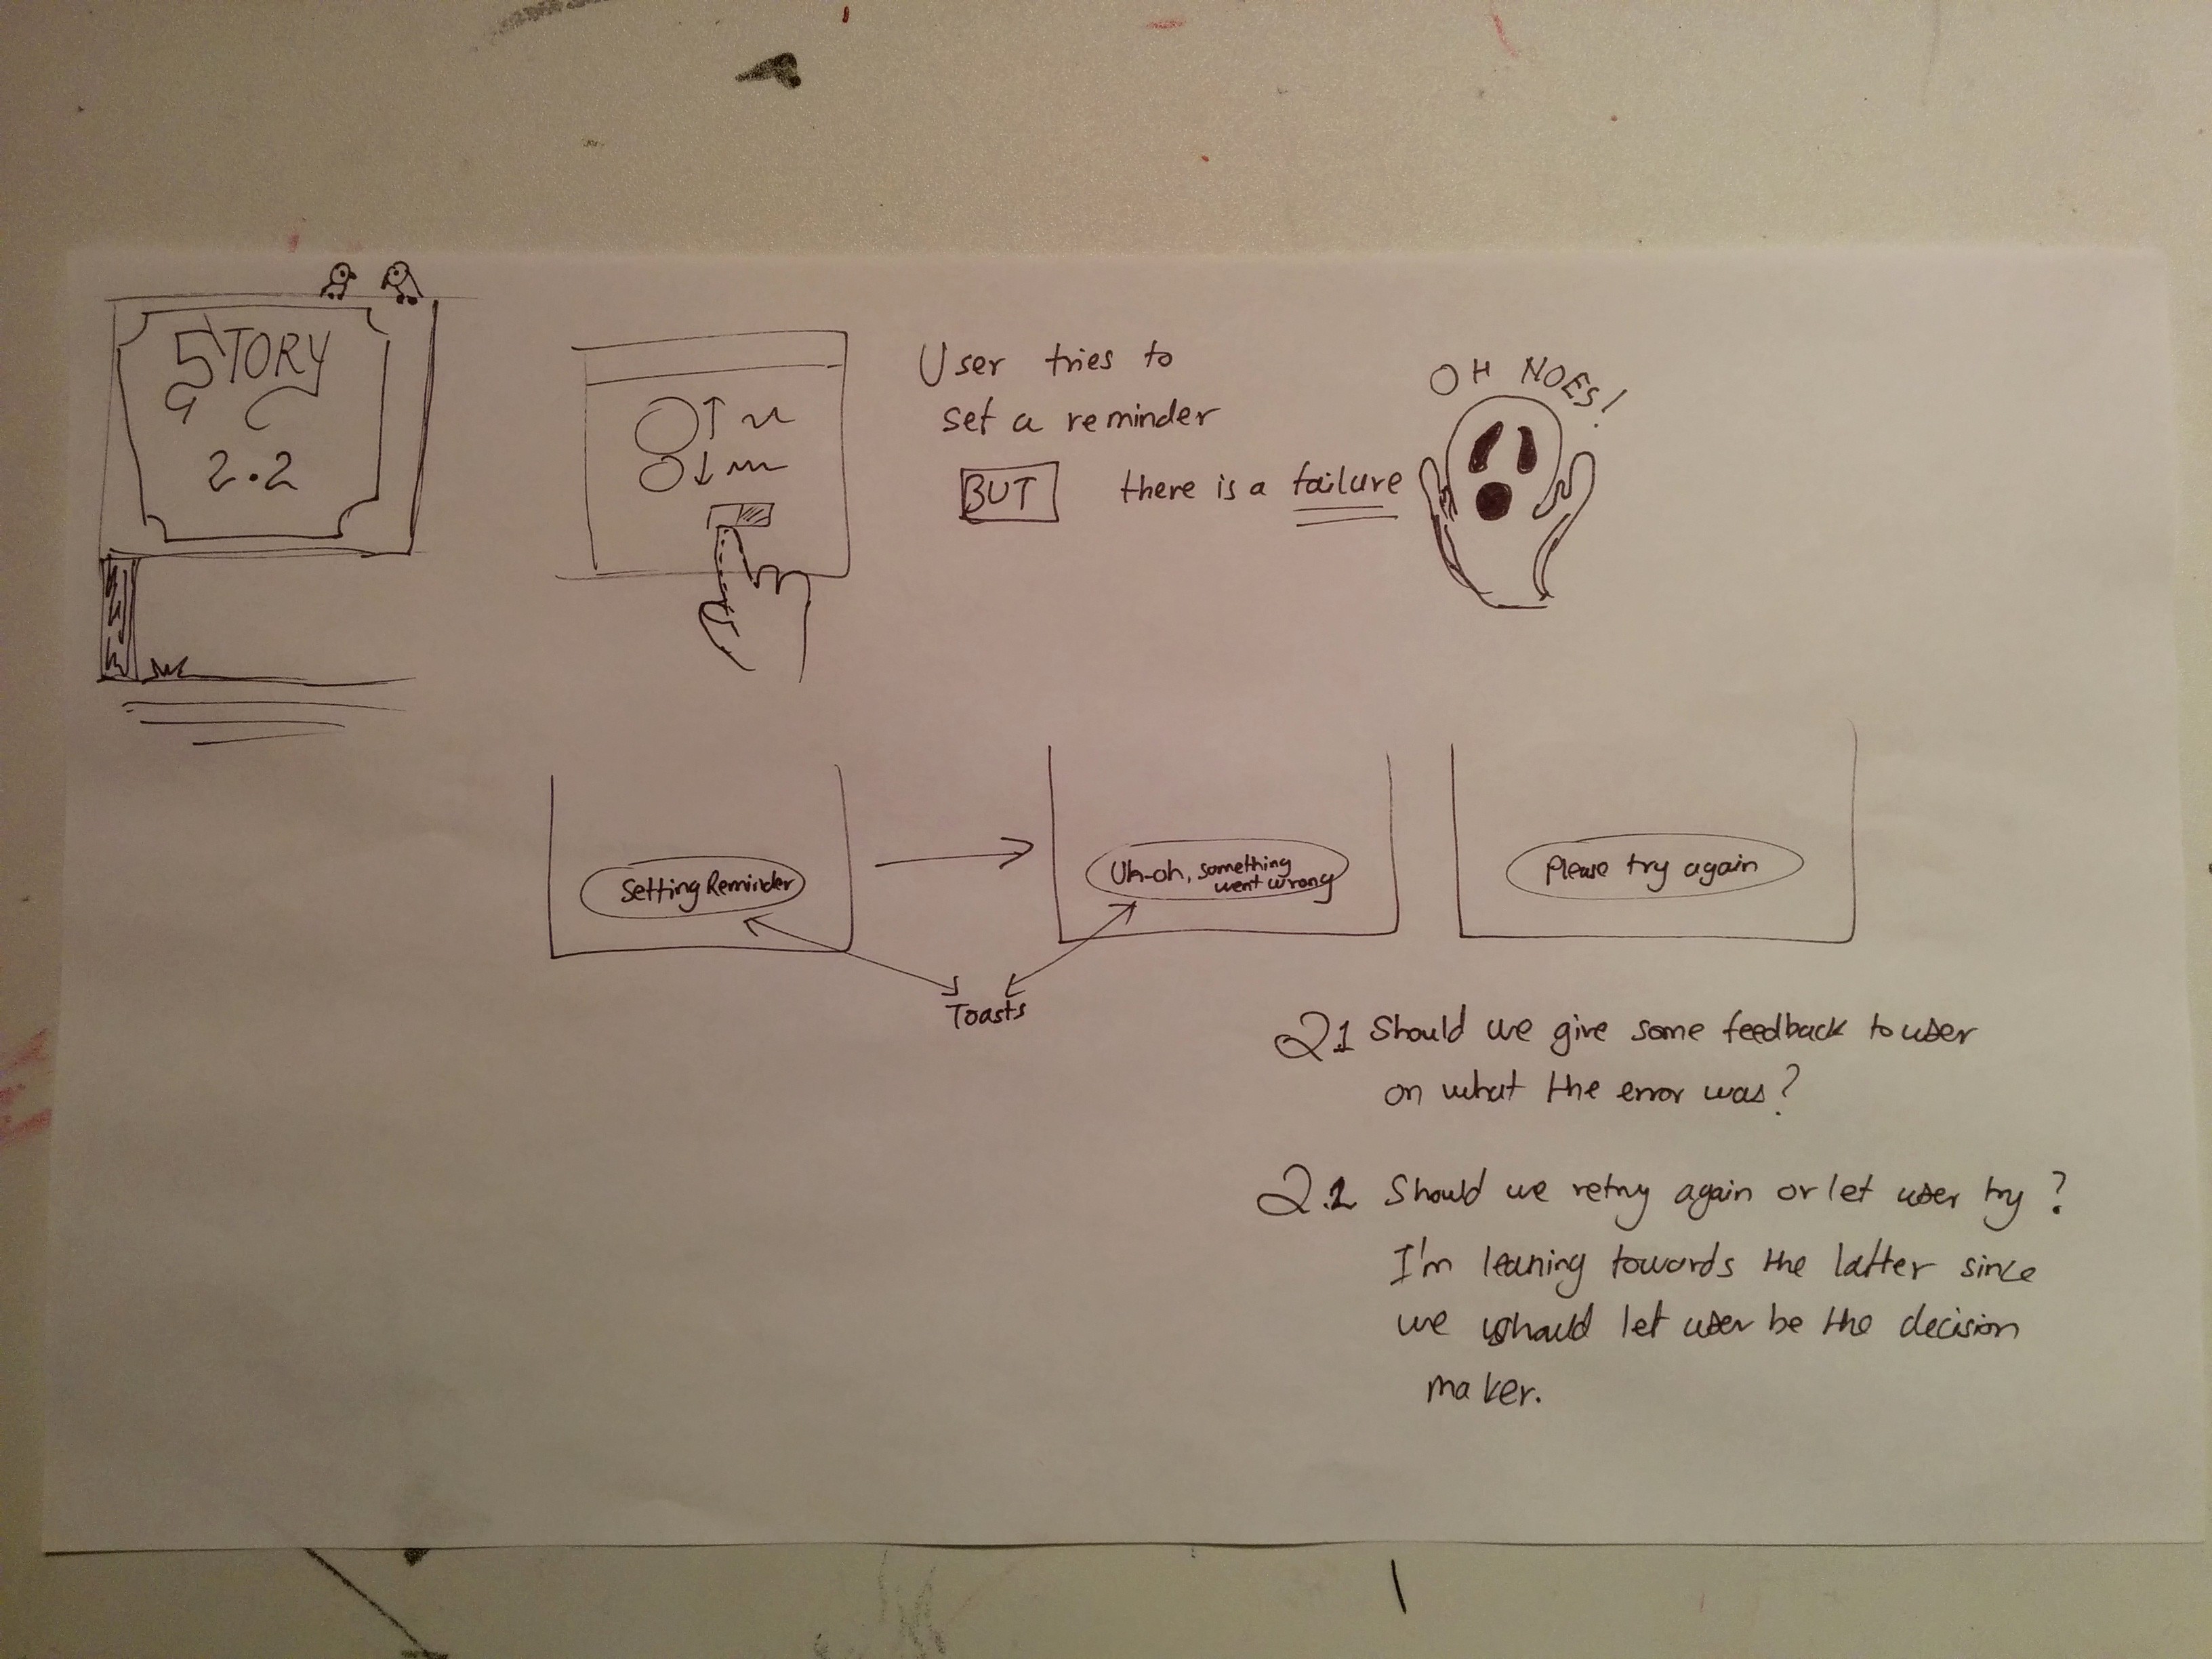 STORY
2.2
User tries to
set a reminder
BUT there is a failure
OH NOES!
Setting Reminder
Uh-oh, something
went wrong
Please try again
Toasts
Q1 Should we give some feedback to user
on what the error was?
Q.2 Should we retry again or let user try?
I'm leaning towards the latter since
we should let user be the decision
maker.